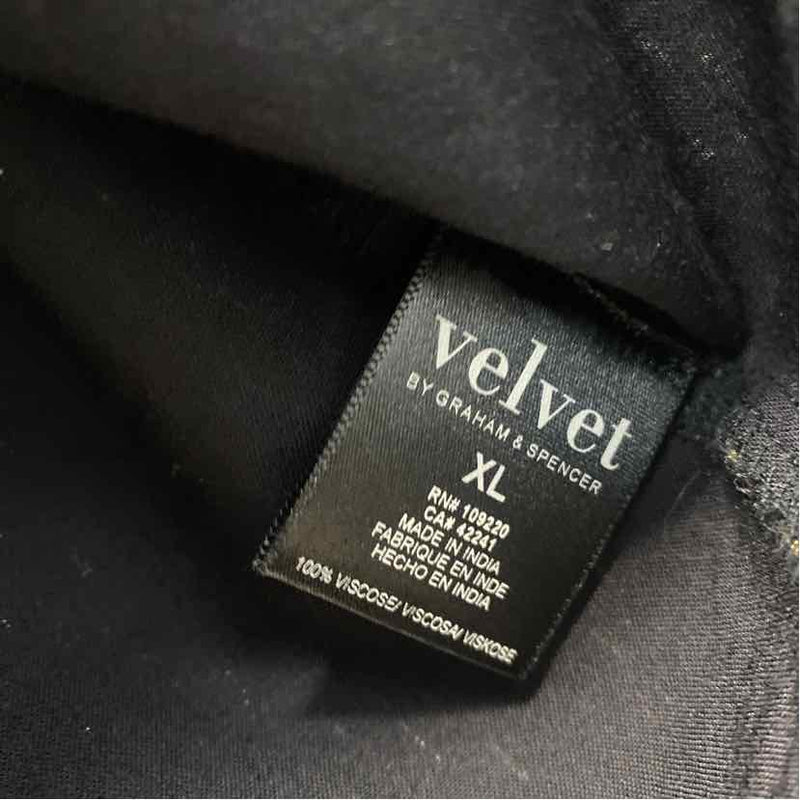 velvet
BY GRAHAM & SPENCER
XL
RN# 109220
CA# 42241
MADE IN INDIA
FABRIQUE EN INDE
HECHO EN INDIA
100% VISCOSE/ VISCOSA/ VISKOSE